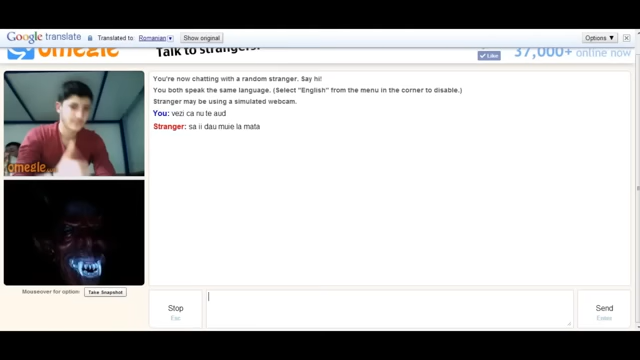 Google translate Translated to: Romanian ▼ Show original Options ▼ ×
omegle Talk to strangers! Like 37,000+ online now
You're now chatting with a random stranger. Say hi!
You both speak the same language. (Select "English" from the menu in the corner to disable.)
Stranger may be using a simulated webcam.
You: vezi ca nu te aud
Stranger: sa ii dau muie la mata
omegle
Mouseover for option: Take Snapshot
Stop
Esc
Send
Enter